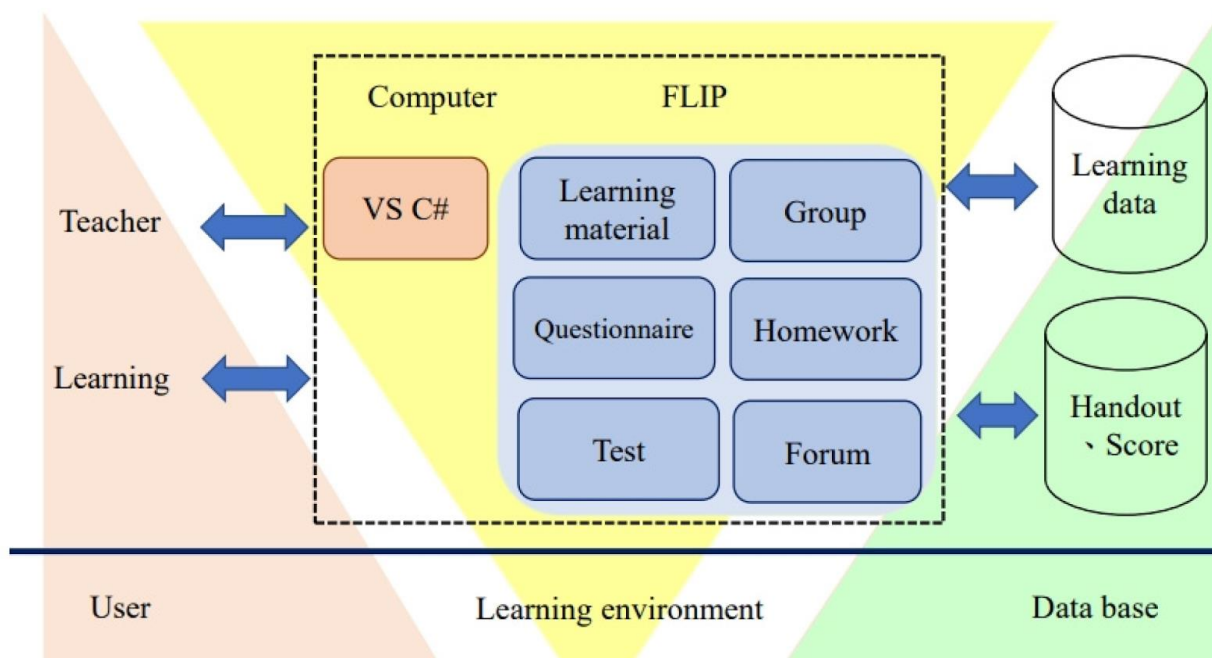 Computer
FLIP
Teacher
VS C#
Learning
material
Group
Learning
data
Learning
Questionnaire
Homework
Test
Forum
Handout
、Score
User
Learning environment
Data base